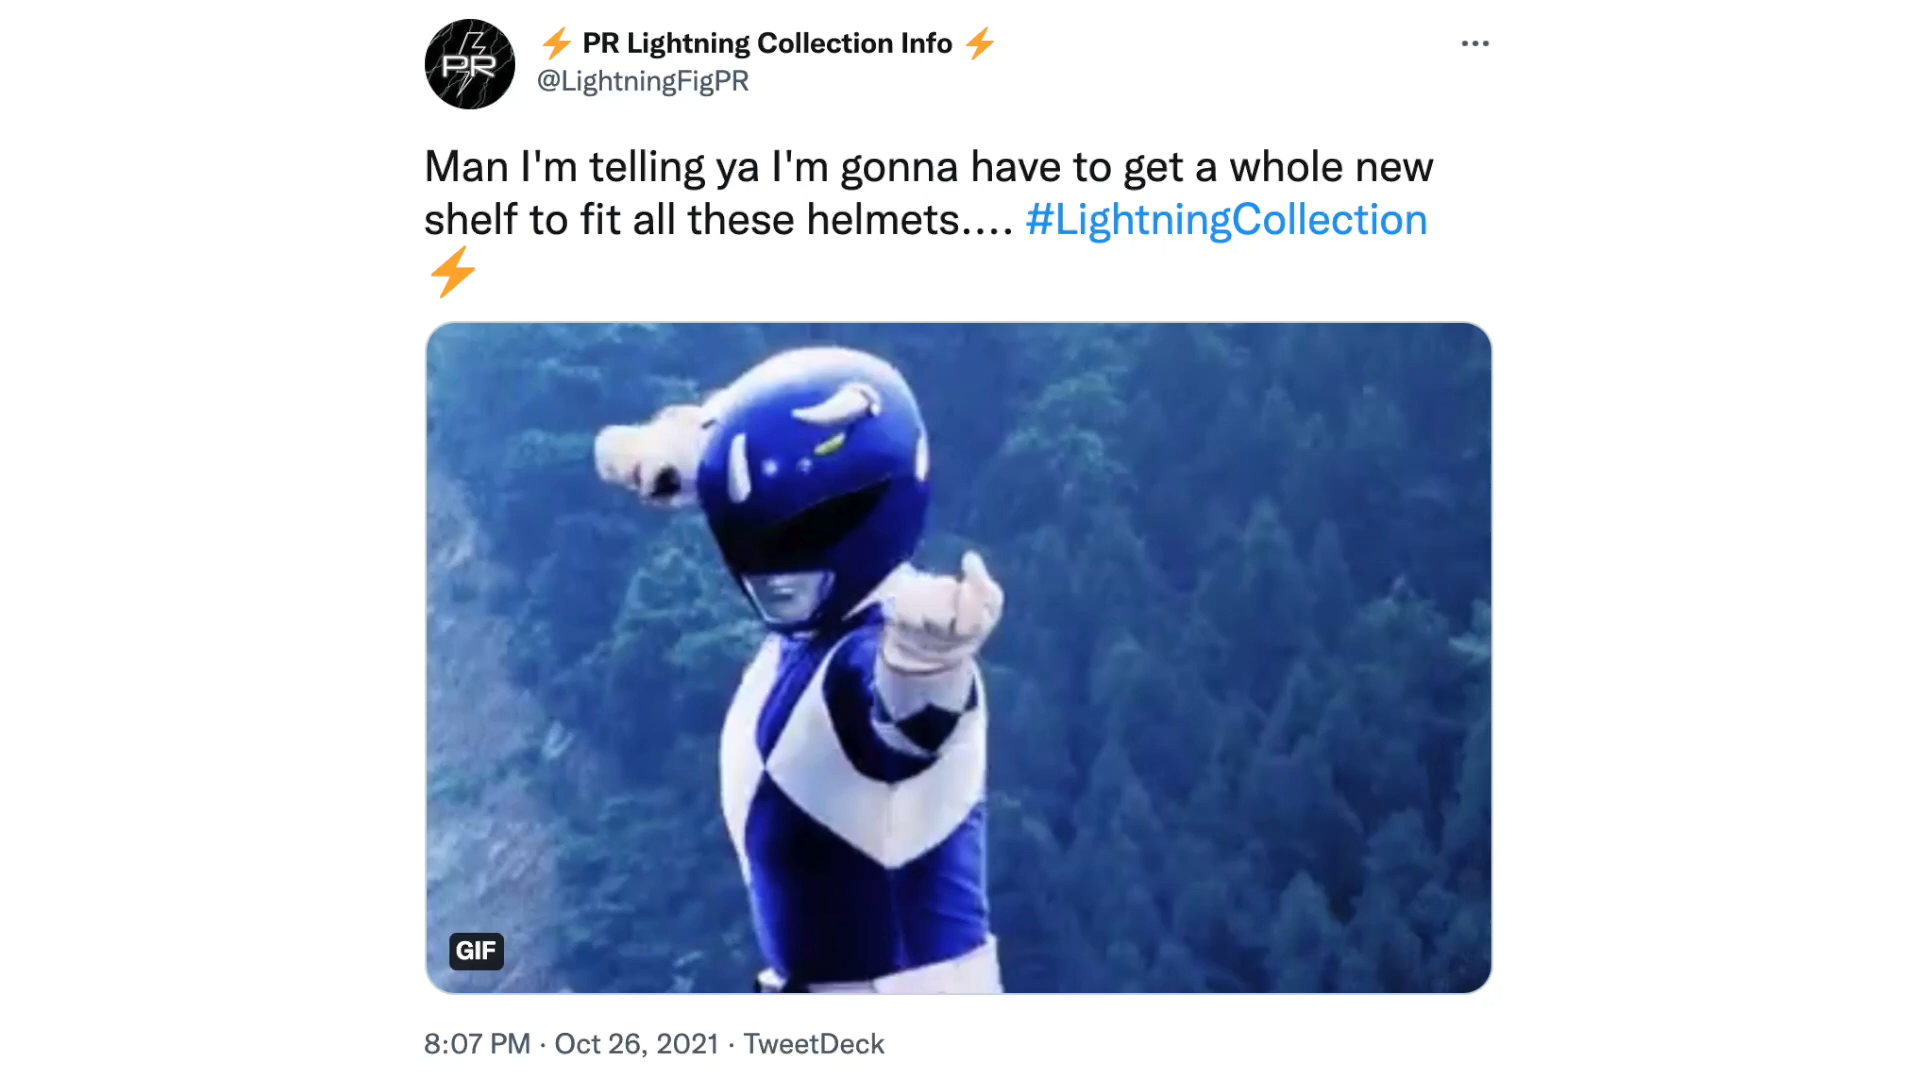 PR
⚡ PR Lightning Collection Info ⚡
@LightningFigPR
Man I'm telling ya I'm gonna have to get a whole new
shelf to fit all these helmets.... #LightningCollection
⚡
GIF
8:07 PM · Oct 26, 2021 · TweetDeck